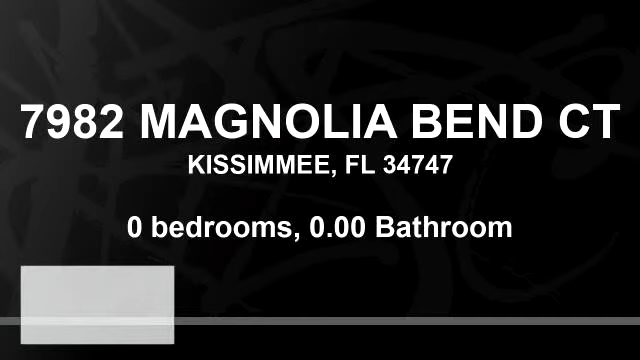 7982 MAGNOLIA BEND CT
KISSIMMEE, FL 34747
0 bedrooms, 0.00 Bathroom